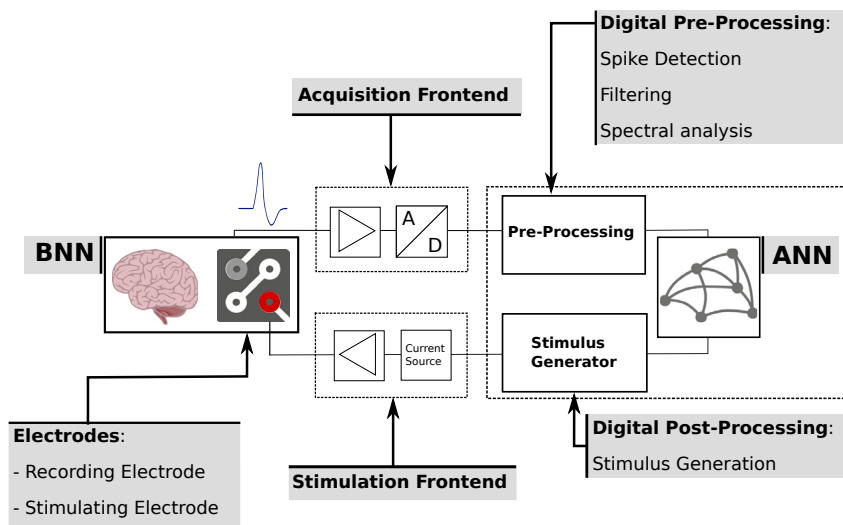 Digital Pre-Processing:
Spike Detection
Filtering
Spectral analysis
Acquisition Frontend
A
D
Pre-Processing
BNN
ANN
Current
Source
Stimulus
Generator
Electrodes:
- Recording Electrode
- Stimulating Electrode
Stimulation Frontend
Digital Post-Processing:
Stimulus Generation